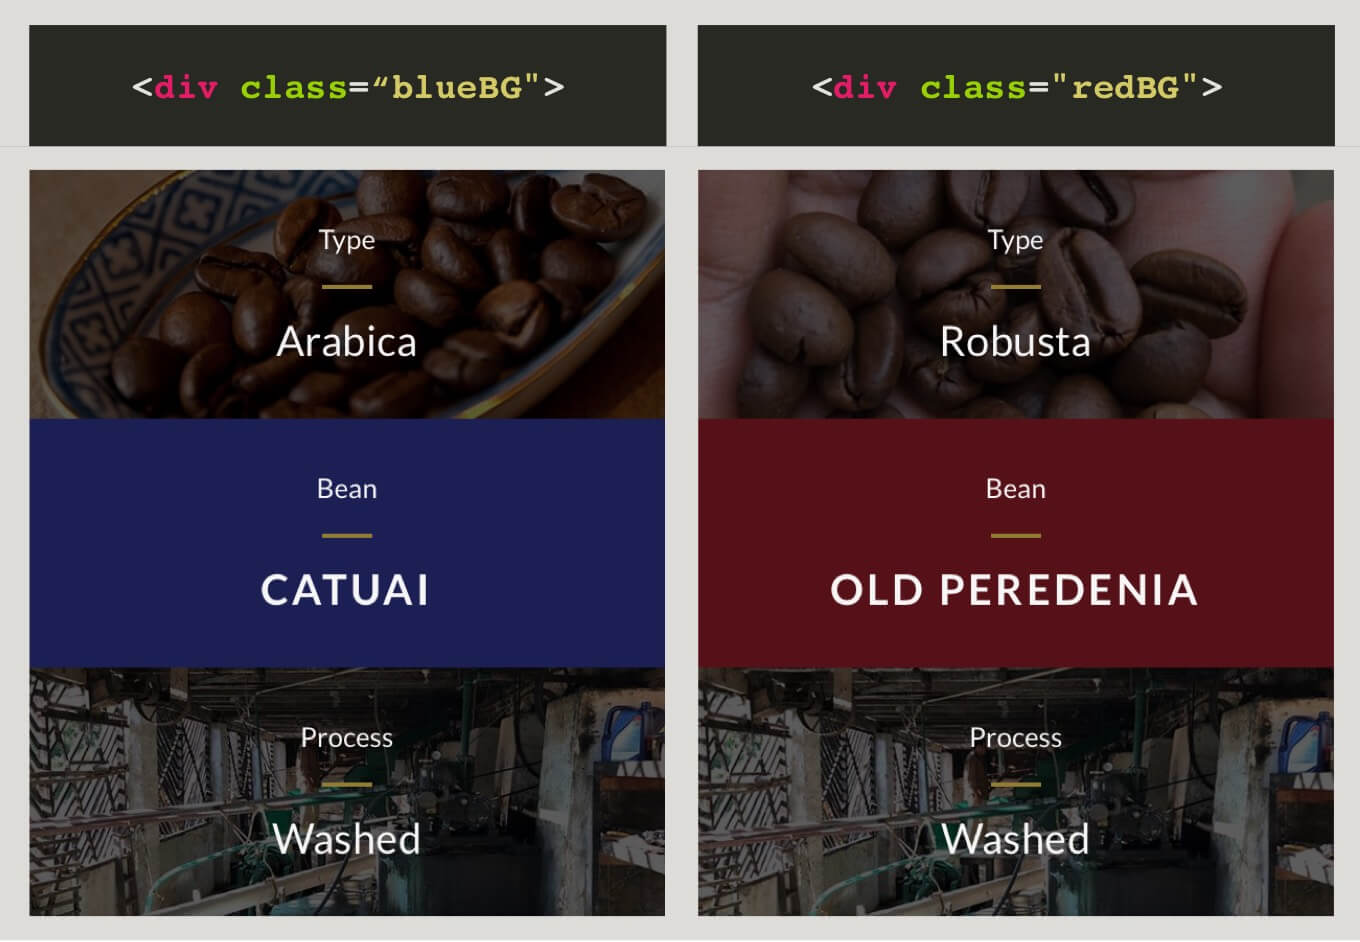 <div class=“blueBG">
Type
Arabica
Bean
CATUAI
Process
Washed
<div class="redBG">
Type
Robusta
Bean
OLD PEREDENIA
Process
Washed